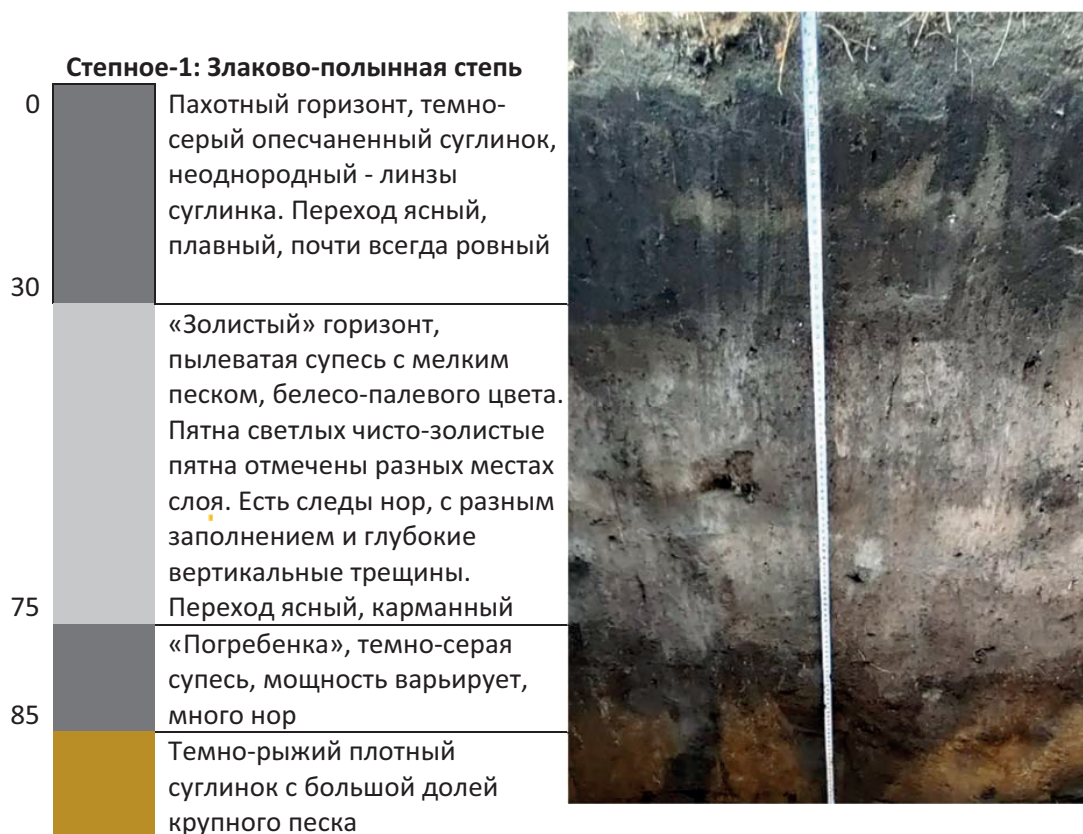 Степное-1: Злаково-полынная степь
0
Пахотный горизонт, темно-
серый опесчаненный суглинок,
неоднородный - линзы
суглинка. Переход ясный,
плавный, почти всегда ровный
30
«Золистый» горизонт,
пылеватая супесь с мелким
песком, белесо-палевого цвета.
Пятна светлых чисто-золистые
пятна отмечены разных местах
слоя. Есть следы нор, с разным
заполнением и глубокие
вертикальные трещины.
75
Переход ясный, карманный
«Погребенка», темно-серая
супесь, мощность варьирует,
85
много нор
Темно-рыжий плотный
суглинок с большой долей
крупного песка